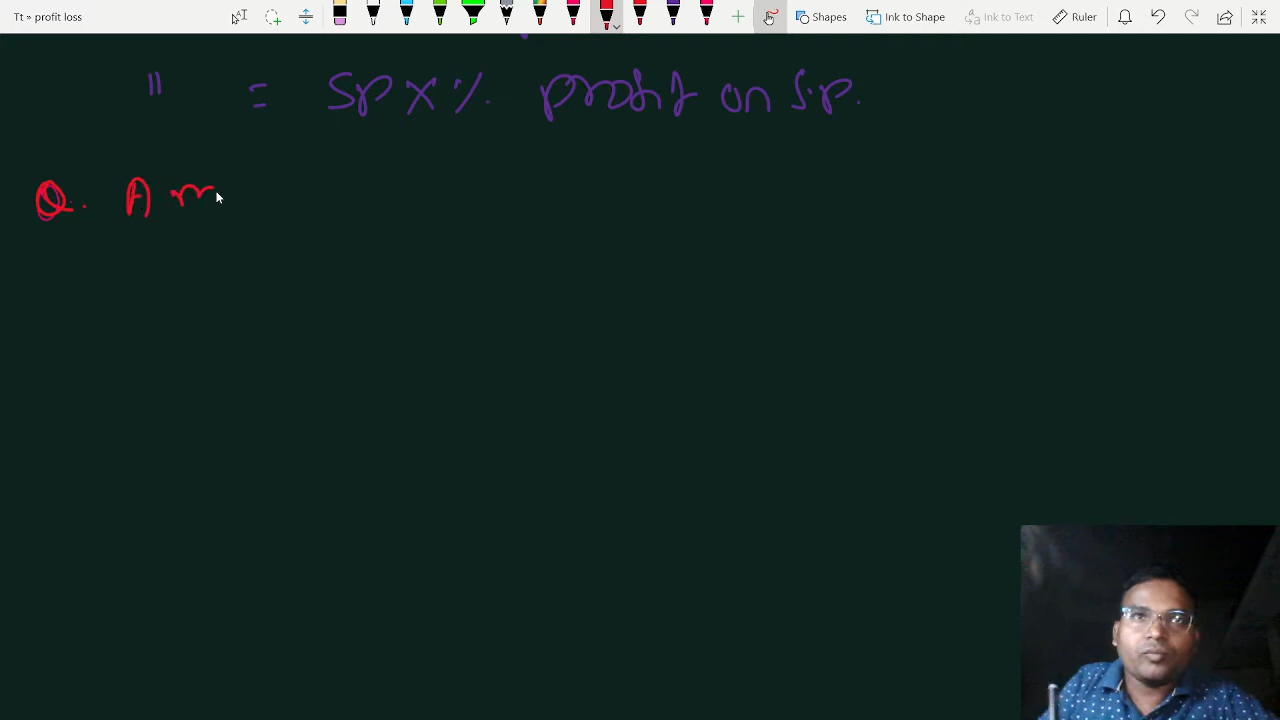 Tt » profit loss
Shapes
Ink to Shape
Ink to Text
Ruler
" = SP X % profit on S.P.
Q. A m